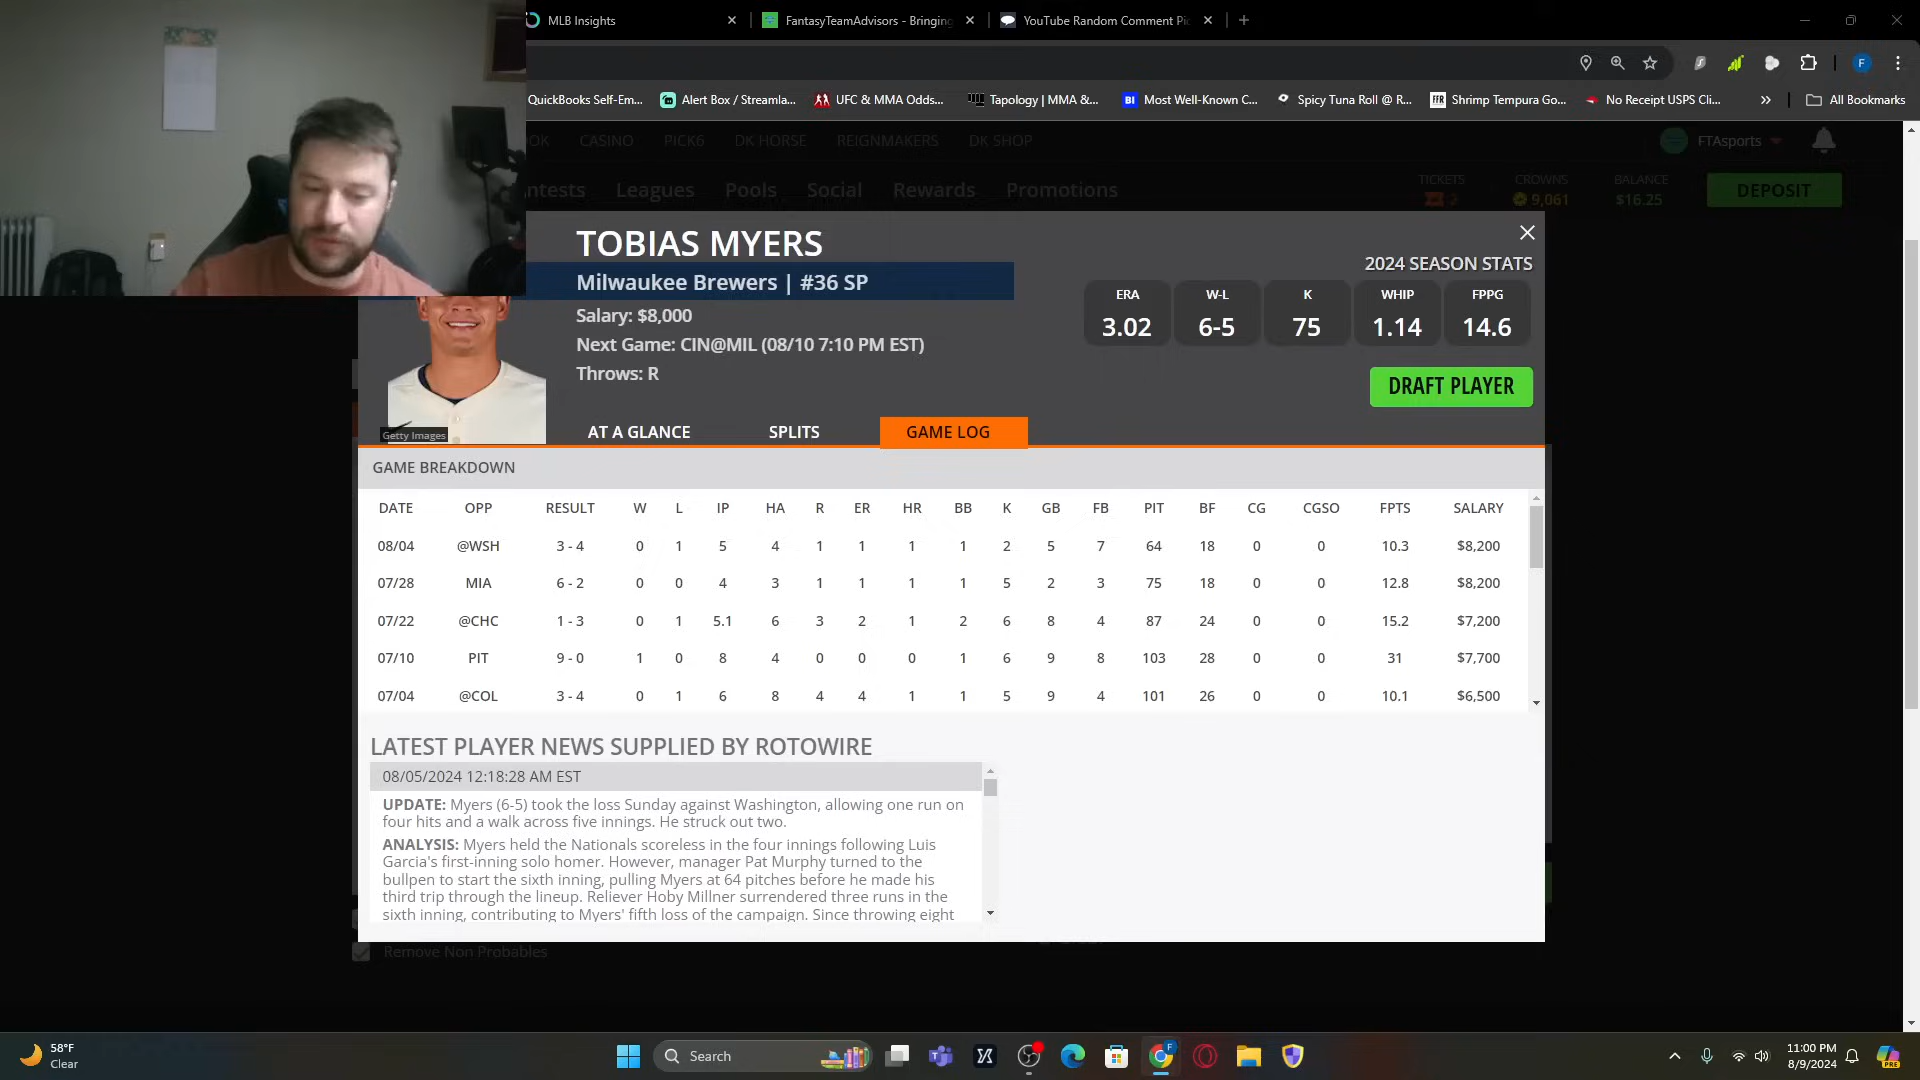 MLB Insights
FantasyTeamAdvisors - Bringing
YouTube Random Comment Pi
QuickBooks Self-Em...
Alert Box / Streamla...
UFC & MMA Odds...
Tapology | MMA &...
Most Well-Known C...
Spicy Tuna Roll @ R...
Shrimp Tempura Go...
No Receipt USPS Cli...
All Bookmarks
OK CASINO PICK6 DK HORSE REIGNMAKERS DK SHOP
FTAsports
ntests Leagues Pools Social Rewards Promotions
TICKETS CROWNS BALANCE
2 9,061 $16.25
DEPOSIT
TOBIAS MYERS
Milwaukee Brewers | #36 SP
Salary: $8,000
Next Game: CIN@MIL (08/10 7:10 PM EST)
Throws: R
2024 SEASON STATS
ERA W-L K WHIP FPPG
3.02 6-5 75 1.14 14.6
DRAFT PLAYER
Getty Images
AT A GLANCE SPLITS GAME LOG
GAME BREAKDOWN
DATE OPP RESULT W L IP HA R ER HR BB K GB FB PIT BF CG CGSO FPTS SALARY
08/04 @WSH 3 - 4 0 1 5 4 1 1 1 1 2 5 7 64 18 0 0 10.3 $8,200
07/28 MIA 6 - 2 0 0 4 3 1 1 1 1 5 2 3 75 18 0 0 12.8 $8,200
07/22 @CHC 1 - 3 0 1 5.1 6 3 2 1 2 6 8 4 87 24 0 0 15.2 $7,200
07/10 PIT 9 - 0 1 0 8 4 0 0 0 1 6 9 8 103 28 0 0 31 $7,700
07/04 @COL 3 - 4 0 1 6 8 4 4 1 1 5 9 4 101 26 0 0 10.1 $6,500
LATEST PLAYER NEWS SUPPLIED BY ROTOWIRE
08/05/2024 12:18:28 AM EST
UPDATE: Myers (6-5) took the loss Sunday against Washington, allowing one run on
four hits and a walk across five innings. He struck out two.
ANALYSIS: Myers held the Nationals scoreless in the four innings following Luis
Garcia's first-inning solo homer. However, manager Pat Murphy turned to the
bullpen to start the sixth inning, pulling Myers at 64 pitches before he made his
third trip through the lineup. Reliever Hoby Millner surrendered three runs in the
sixth inning, contributing to Myers' fifth loss of the campaign. Since throwing eight
Remove Non Probables
58°F
Clear
Search
11:00 PM
8/9/2024